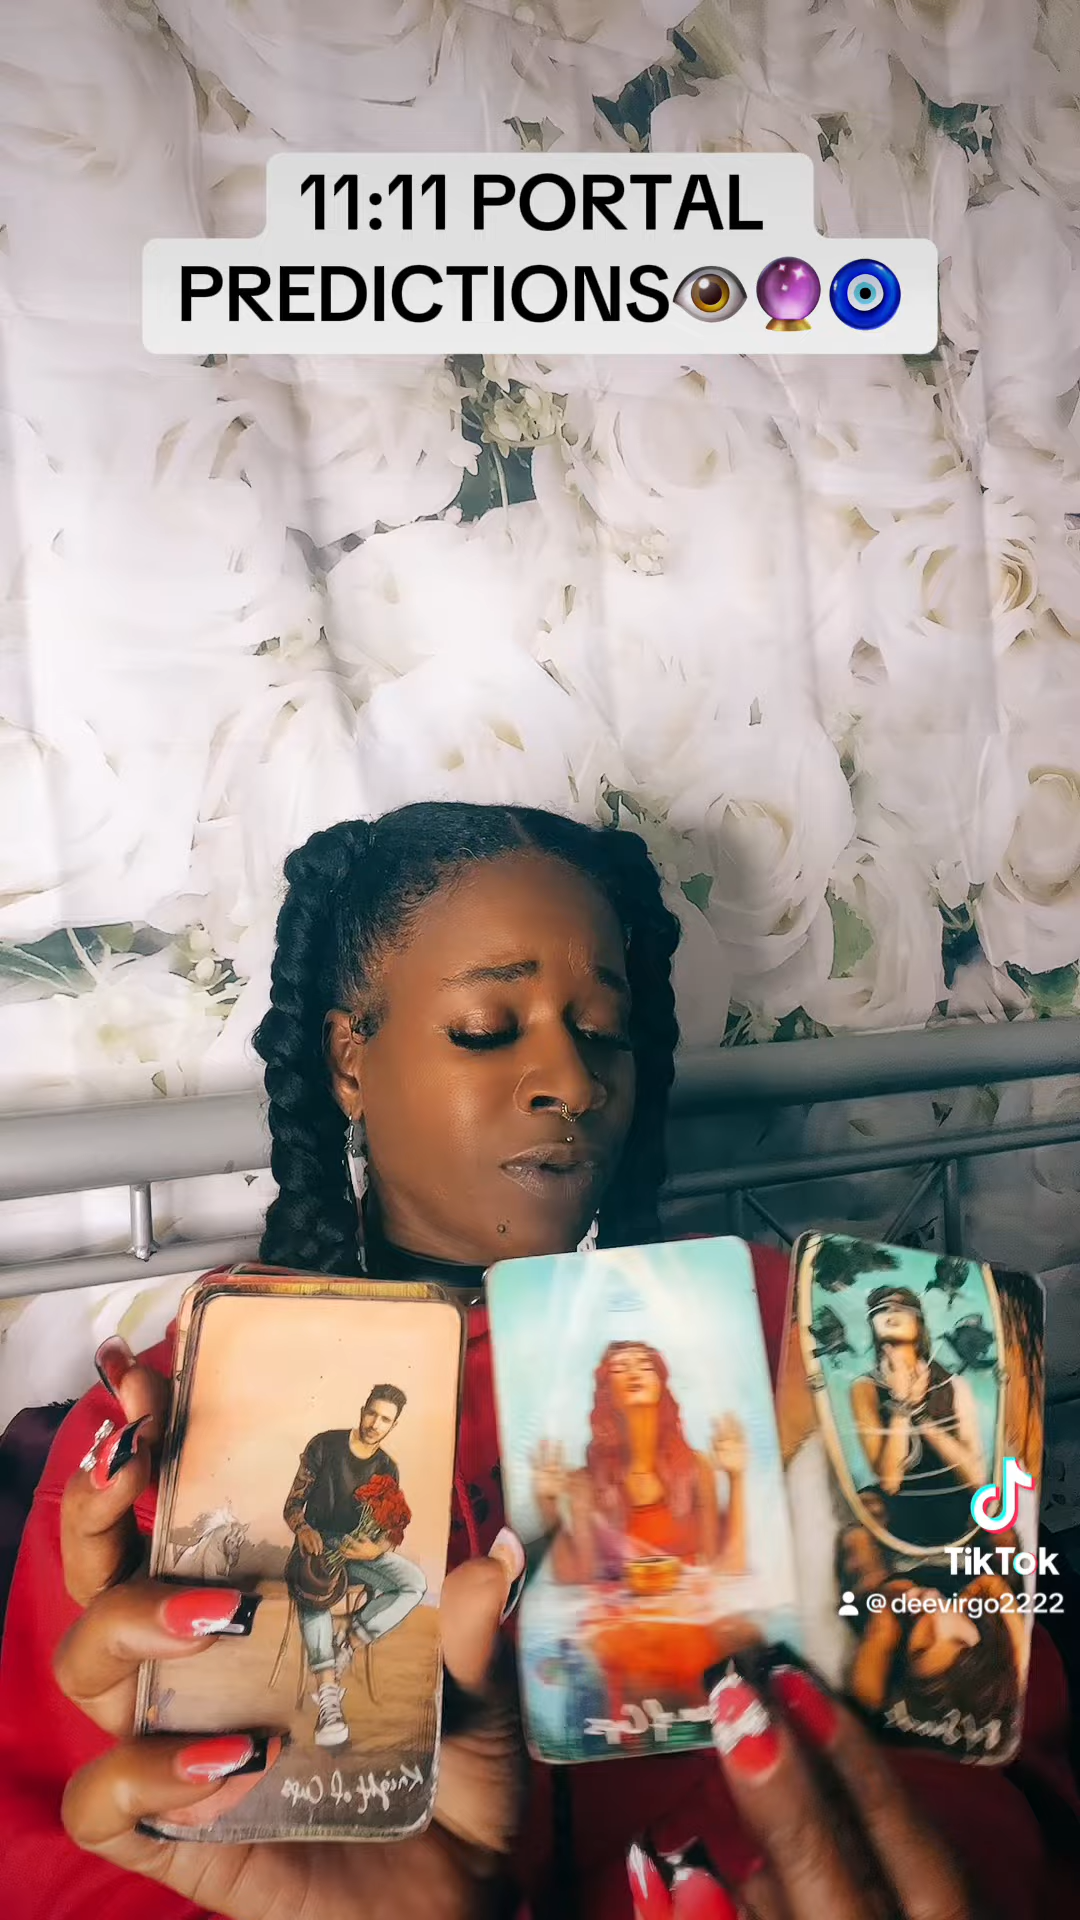 11:11 PORTAL
PREDICTIONS👁️🔮🧿
Knight of Cups
TikTok
@deevirgo2222